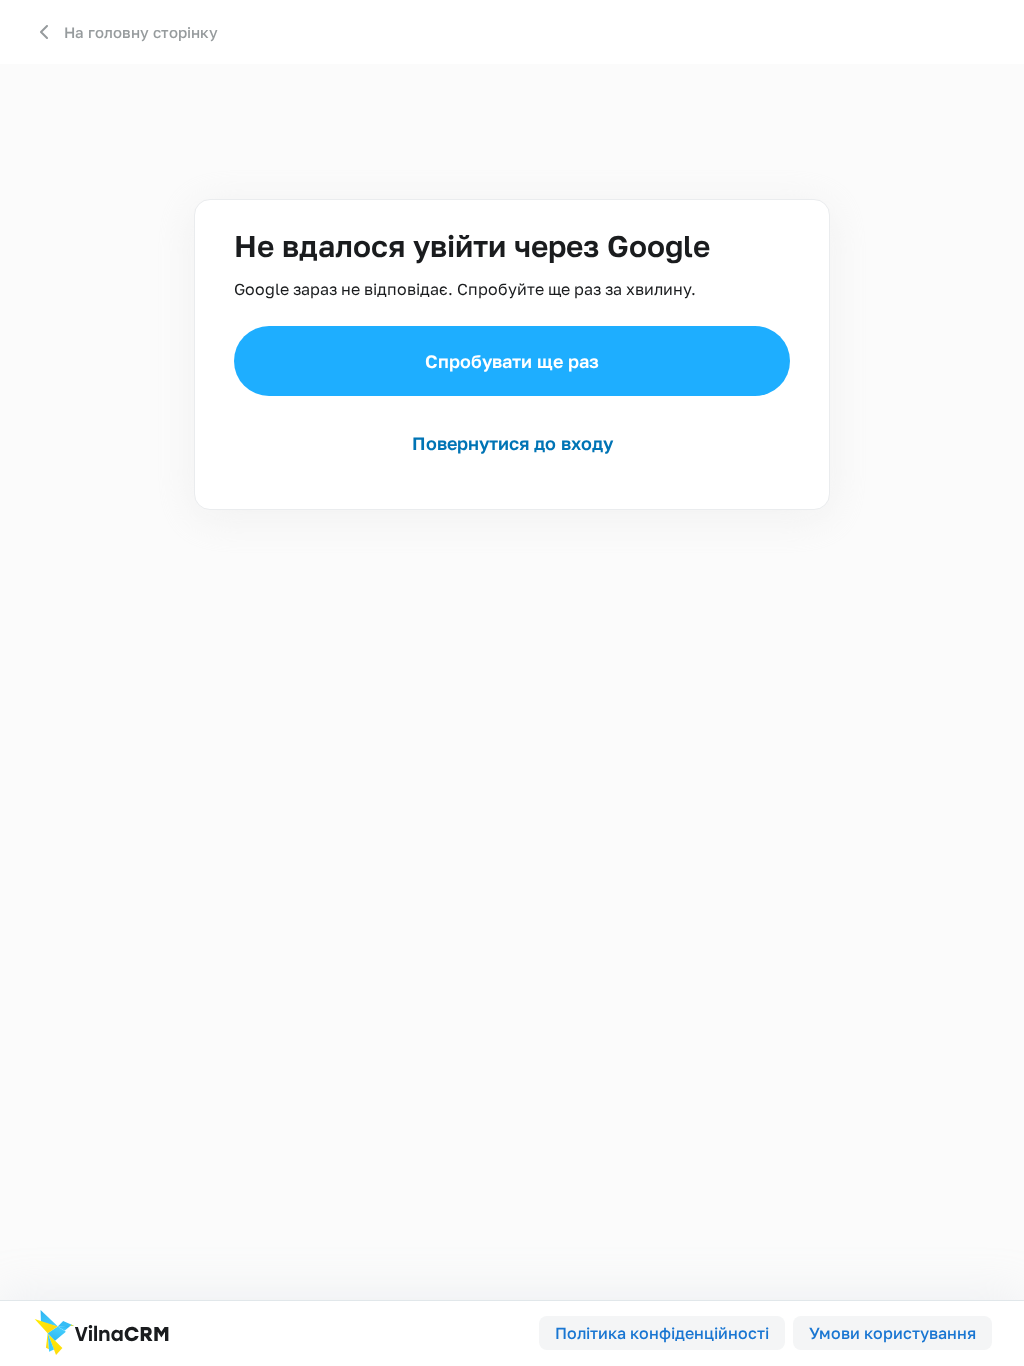 На головну сторінку
Не вдалося увійти через Google
Google зараз не відповідає. Спробуйте ще раз за хвилину.
Спробувати ще раз
Повернутися до входу
VilnaCRM
Політика конфіденційності
Умови користування